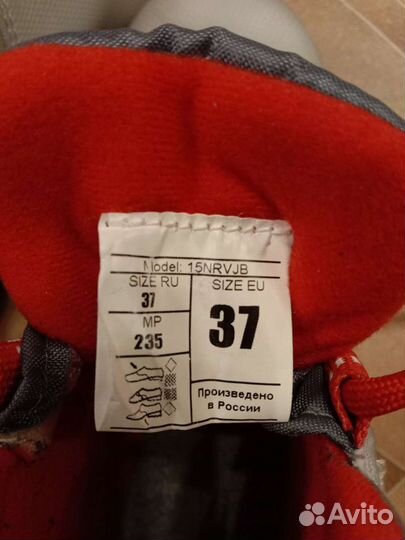 Model: 15NRVJB
SIZE RU
37
MP
235
SIZE EU
37
Произведено
в России
Avito